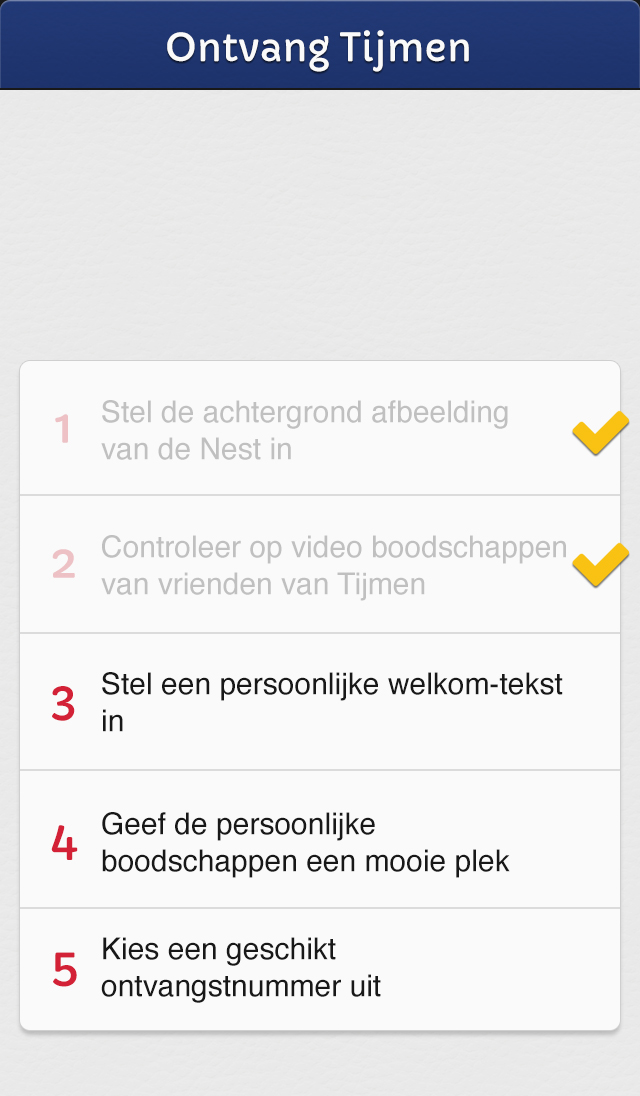 Ontvang Tijmen
1 Stel de achtergrond afbeelding
van de Nest in
2 Controleer op video boodschappen
van vrienden van Tijmen
3 Stel een persoonlijke welkom-tekst
in
4 Geef de persoonlijke
boodschappen een mooie plek
5 Kies een geschikt
ontvangstnummer uit